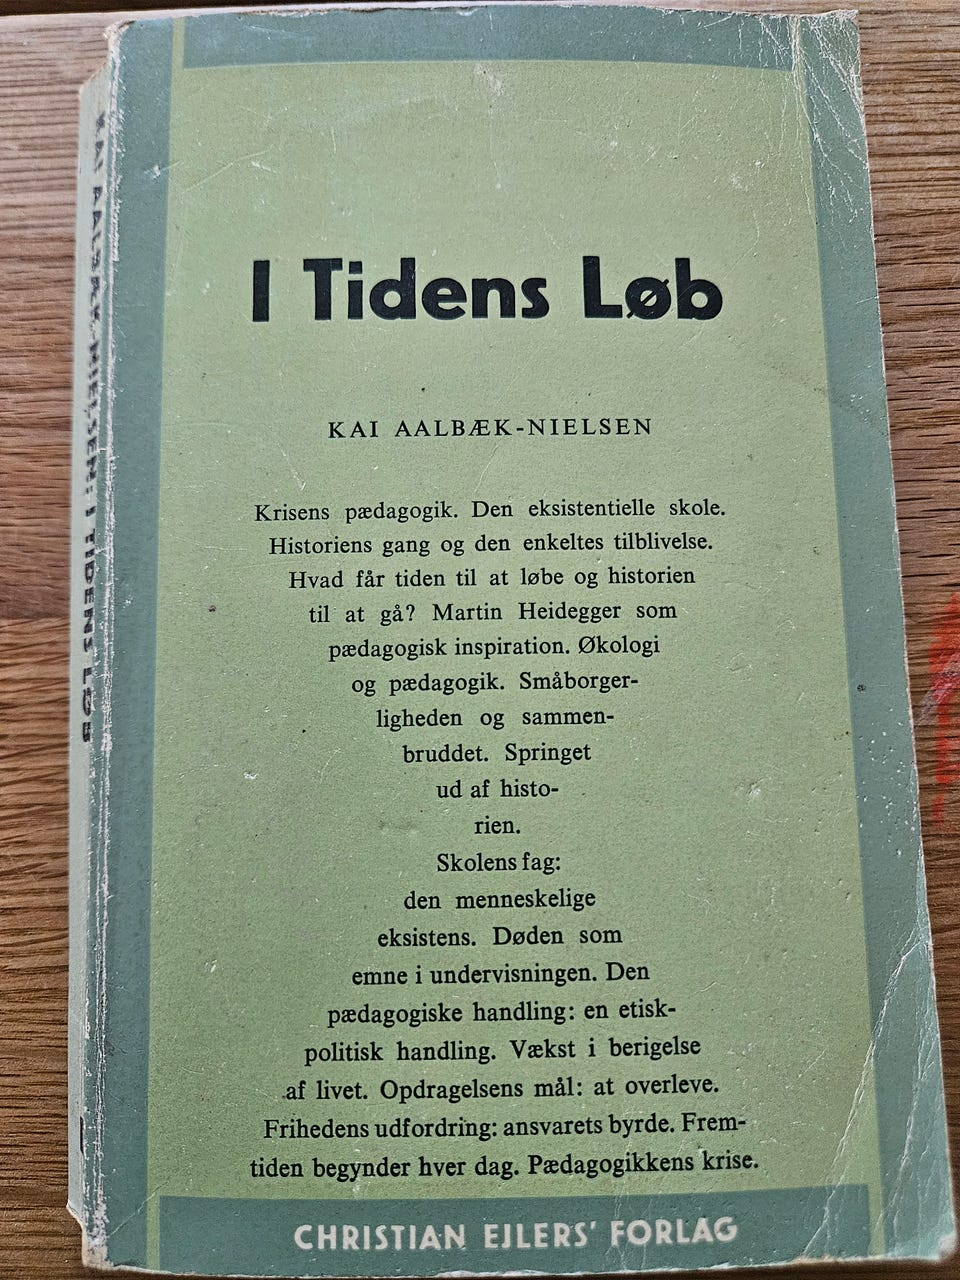 I Tidens Løb
KAI AALBÆK-NIELSEN
Krisens pædagogik. Den eksistentielle skole.
Historiens gang og den enkeltes tilblivelse.
Hvad får tiden til at løbe og historien
til at gå? Martin Heidegger som
pædagogisk inspiration. Økologi
og pædagogik. Småborger-
ligheden og sammen-
bruddet. Springet
ud af histo-
rien.
Skolens fag:
den menneskelige
eksistens. Døden som
emne i undervisningen. Den
pædagogiske handling: en etisk-
politisk handling. Vækst i berigelse
af livet. Opdragelsens mål: at overleve.
Frihedens udfordring: ansvarets byrde. Frem-
tiden begynder hver dag. Pædagogikkens krise.
CHRISTIAN EJLERS' FORLAG
KAI AALBÆK-NIELSEN: I TIDENS LØB